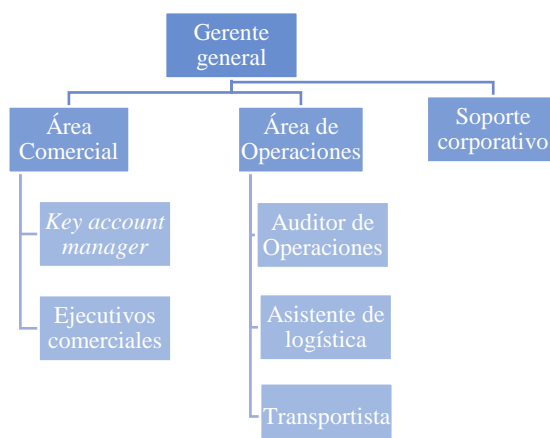 Gerente
general
Área
Comercial
Área de
Operaciones
Soporte
corporativo
Key account
manager
Auditor de
Operaciones
Ejecutivos
comerciales
Asistente de
logística
Transportista